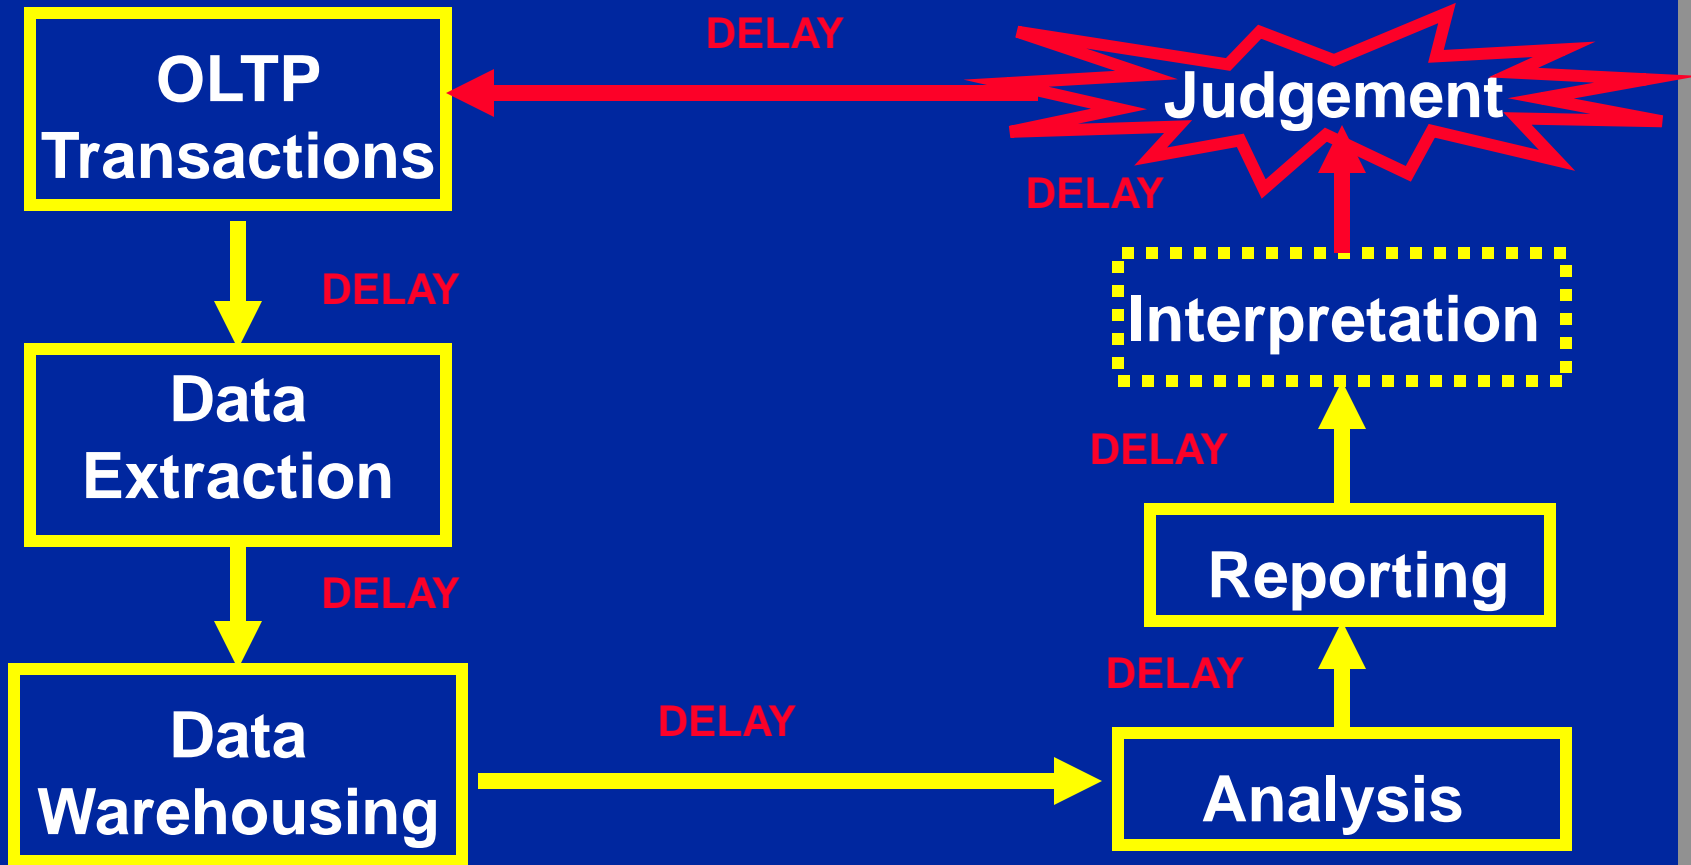 DELAY
OLTP
Transactions
Judgement
DELAY
DELAY
Interpretation
Data
Extraction
DELAY
Reporting
DELAY
DELAY
DELAY
Data
Warehousing
Analysis